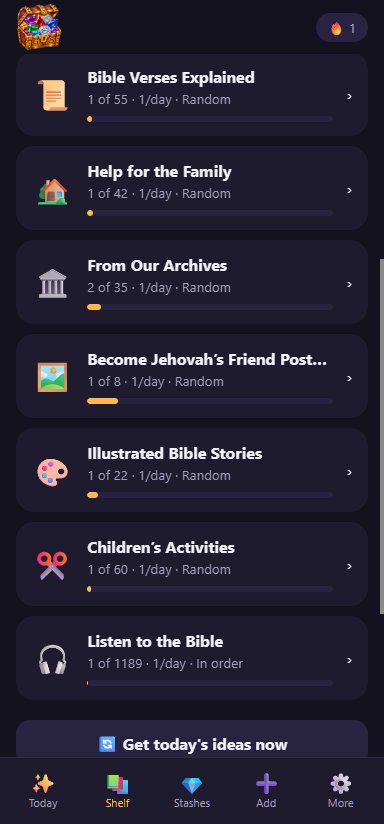 1
Bible Verses Explained
1 of 55 · 1/day · Random
Help for the Family
1 of 42 · 1/day · Random
From Our Archives
2 of 35 · 1/day · Random
Become Jehovah’s Friend Post…
1 of 8 · 1/day · Random
Illustrated Bible Stories
1 of 22 · 1/day · Random
Children’s Activities
1 of 60 · 1/day · Random
Listen to the Bible
1 of 1189 · 1/day · In order
Get today's ideas now
Today
Shelf
Stashes
Add
More